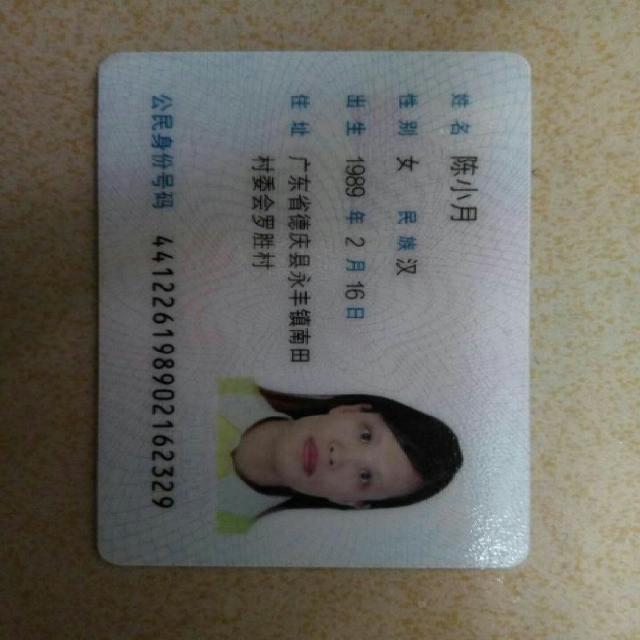 姓名 陈小月
性别 女 民族 汉
出生 1989 年 2 月 16 日
住址 广东省德庆县永丰镇南田
村委会罗胜村
公民身份号码 441226198902162329